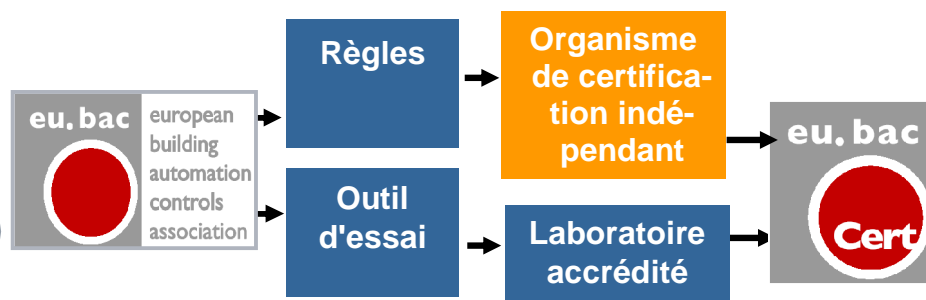 eu.bac
european
building
automation
controls
association
Règles
Outil
d'essai
Organisme
de certifica-
tion indé-
pendant
Laboratoire
accrédité
eu.bac
Cert